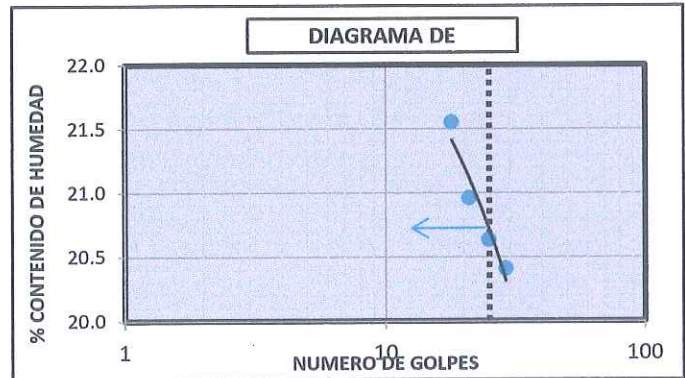 DIAGRAMA DE
% CONTENIDO DE HUMEDAD
22.0
21.5
21.0
20.5
20.0
1
10
100
NUMERO DE GOLPES